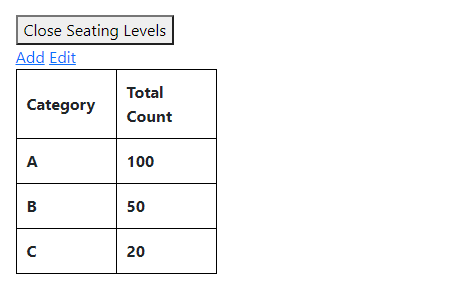 Close Seating Levels
Add Edit
Category Total Count
A 100
B 50
C 20